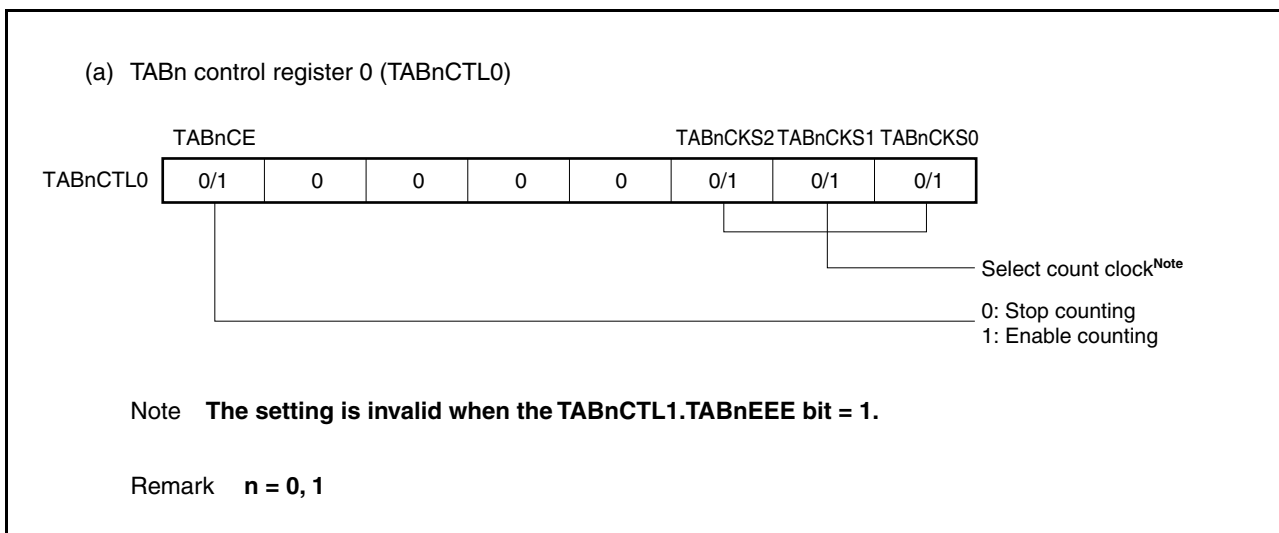 (a) TABn control register 0 (TABnCTL0)
TABnCE TABnCKS2 TABnCKS1 TABnCKS0
TABnCTL0 0/1 0 0 0 0 0/1 0/1 0/1
Select count clockNote
0: Stop counting
1: Enable counting
Note The setting is invalid when the TABnCTL1.TABnEEE bit = 1.
Remark n = 0, 1